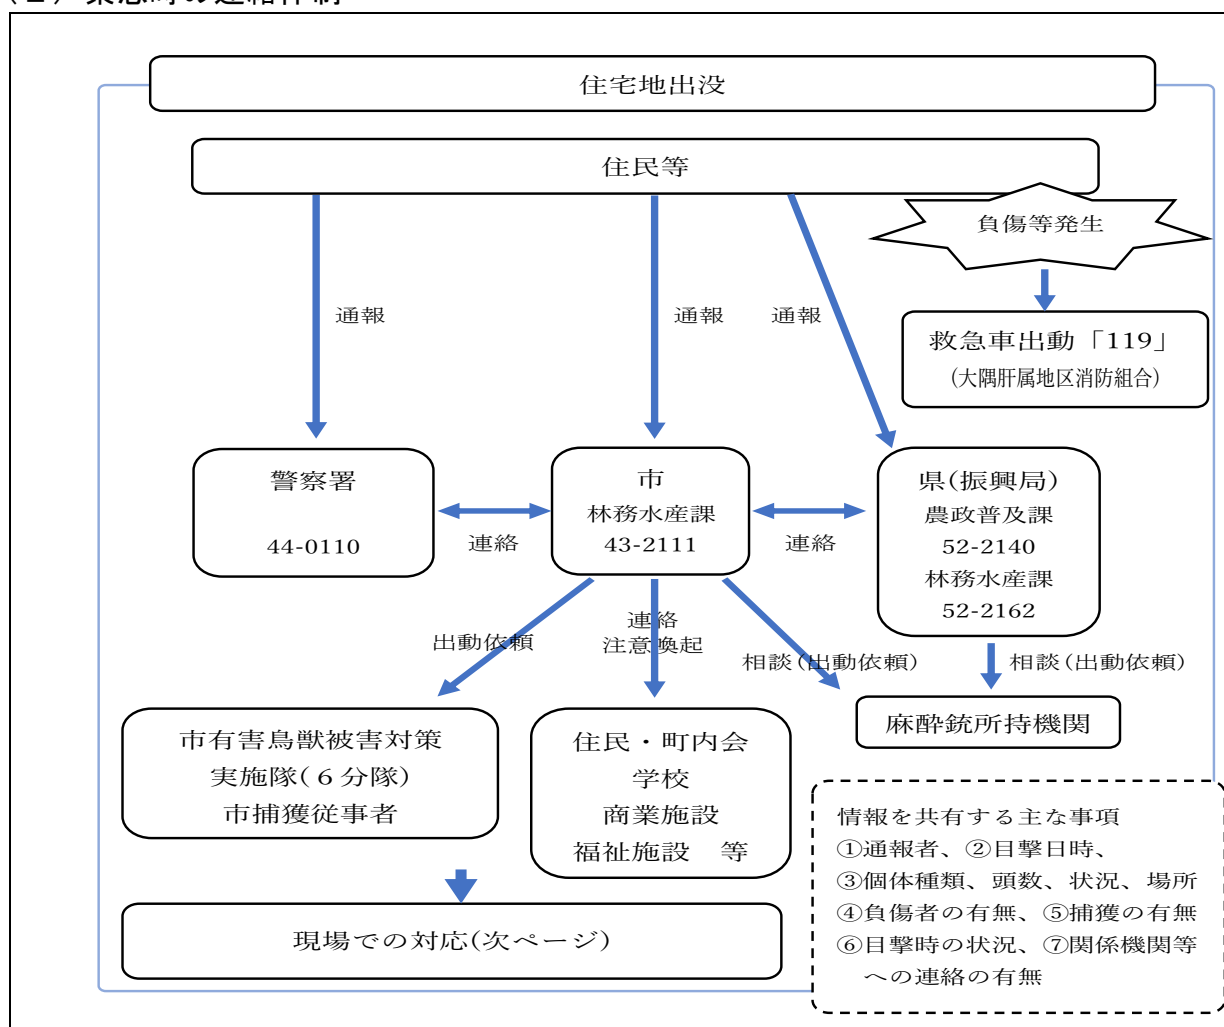 (２) 緊急時の連絡体制
住宅地出没
住民等
負傷等発生
通報
通報
通報
救急車出動「119」
(大隅肝属地区消防組合)
警察署
44-0110
連絡
市
林務水産課
43-2111
連絡
県(振興局)
農政普及課
52-2140
林務水産課
52-2162
出動依頼
連絡
注意喚起
相談(出動依頼)
相談(出動依頼)
市有害鳥獣被害対策
実施隊(６分隊)
市捕獲従事者
住民・町内会
学校
商業施設
福祉施設　等
麻酔銃所持機関
現場での対応(次ページ)
情報を共有する主な事項
①通報者、②目撃日時、
③個体種類、頭数、状況、場所
④負傷者の有無、⑤捕獲の有無
⑥目撃時の状況、⑦関係機関等
への連絡の有無